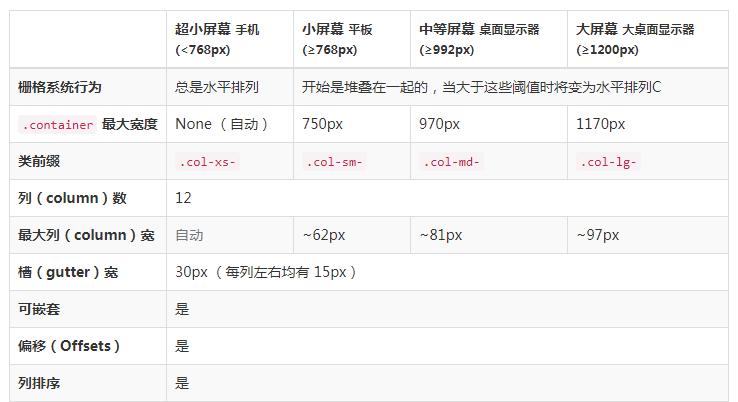 超小屏幕 手机 小屏幕 平板 中等屏幕 桌面显示器 大屏幕 大桌面显示器
(<768px) (≥768px) (≥992px) (≥1200px)
栅格系统行为 总是水平排列 开始是堆叠在一起的，当大于这些阈值时将变为水平排列C
.container 最大宽度 None （自动） 750px 970px 1170px
类前缀 .col-xs- .col-sm- .col-md- .col-lg-
列（column）数 12
最大列（column）宽 自动 ~62px ~81px ~97px
槽（gutter）宽 30px （每列左右均有 15px）
可嵌套 是
偏移（Offsets） 是
列排序 是